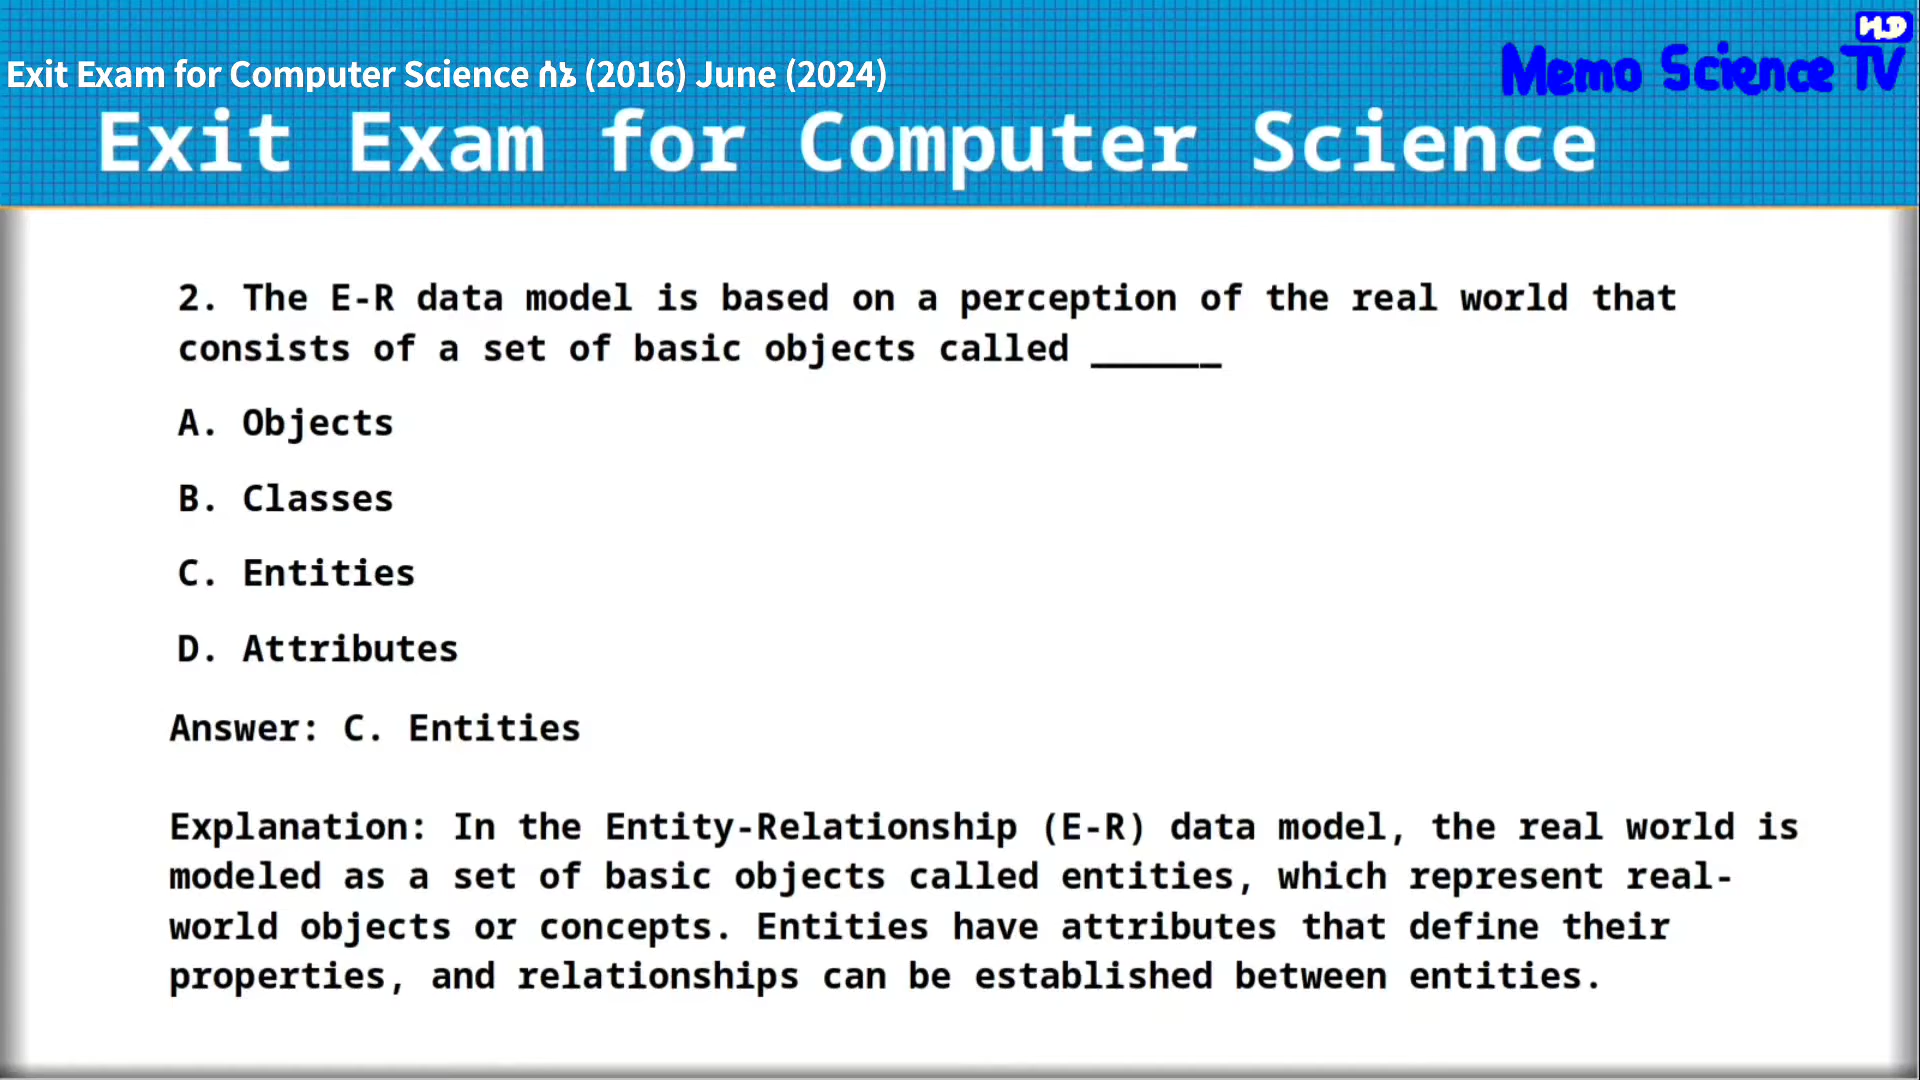 HD
Memo Science TV
Exit Exam for Computer Science ሰኔ (2016) June (2024)
Exit Exam for Computer Science
2. The E-R data model is based on a perception of the real world that
consists of a set of basic objects called ______
A. Objects
B. Classes
C. Entities
D. Attributes
Answer: C. Entities
Explanation: In the Entity-Relationship (E-R) data model, the real world is
modeled as a set of basic objects called entities, which represent real-
world objects or concepts. Entities have attributes that define their
properties, and relationships can be established between entities.